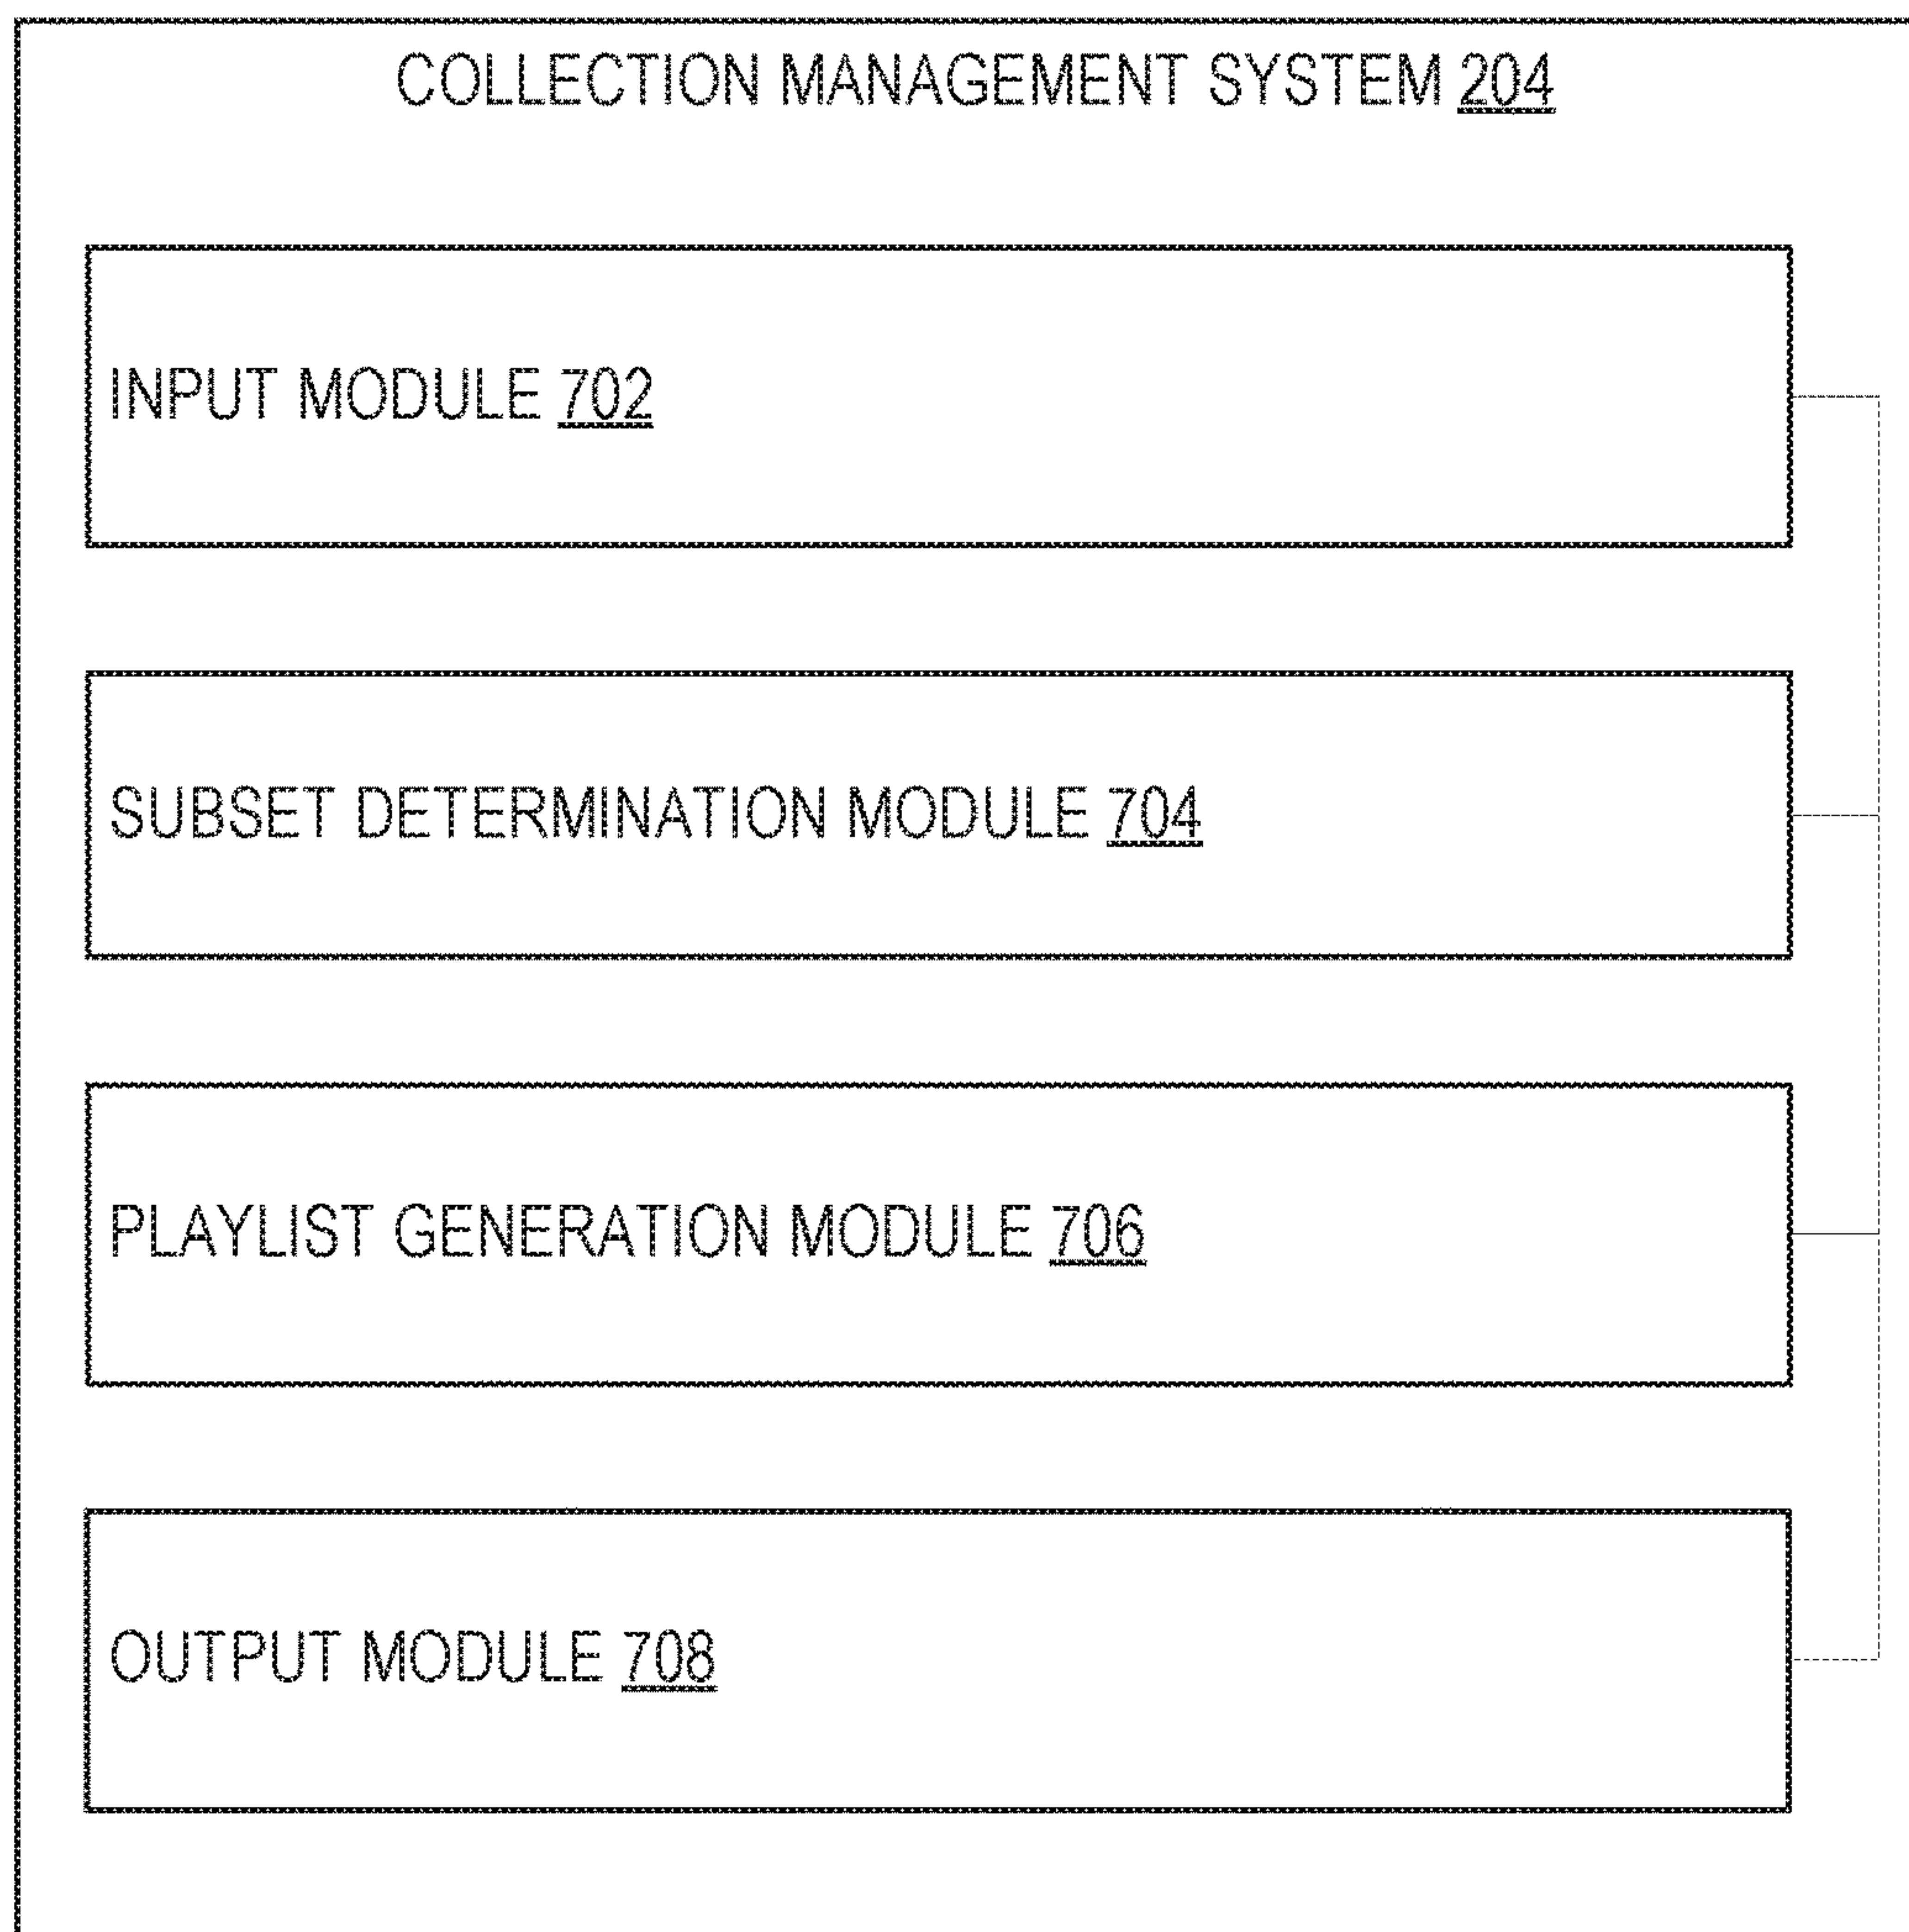 COLLECTION MANAGEMENT SYSTEM 204
INPUT MODULE 702
SUBSET DETERMINATION MODULE 704
PLAYLIST GENERATION MODULE 706
OUTPUT MODULE 708